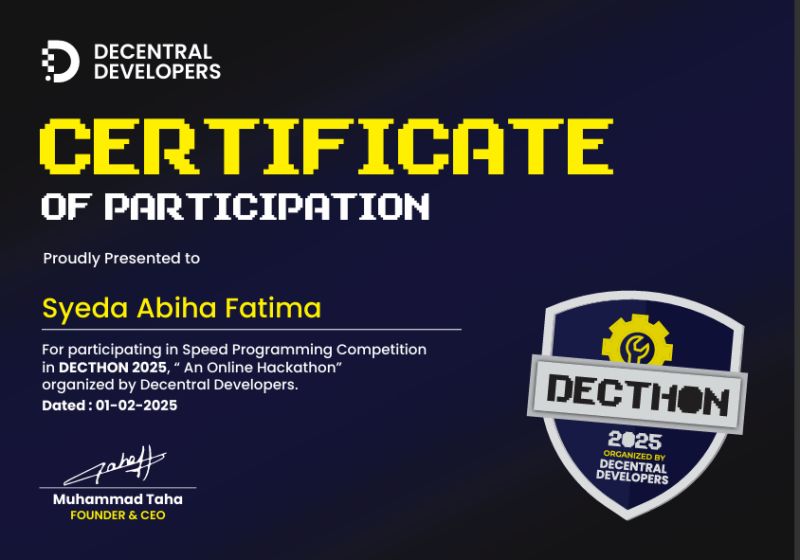 DECENTRAL
DEVELOPERS
CERTIFICATE
OF PARTICIPATION
Proudly Presented to
Syeda Abiha Fatima
For participating in Speed Programming Competition
in DECTHON 2025, “ An Online Hackathon”
organized by Decentral Developers.
Dated : 01-02-2025
Muhammad Taha
FOUNDER & CEO
DECTHON
2025
ORGANIZED BY
DECENTRAL
DEVELOPERS